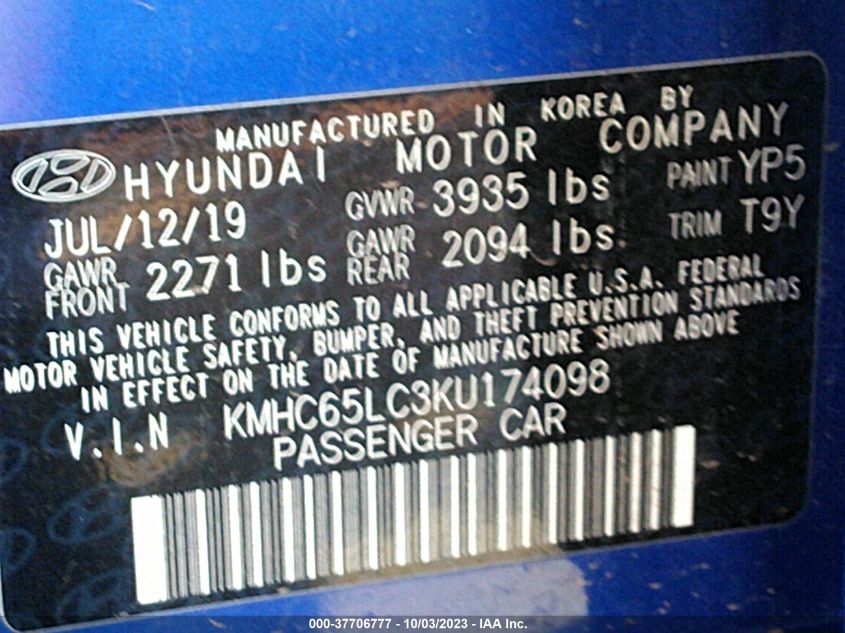 MANUFACTURED IN KOREA BY
HYUNDAI MOTOR COMPANY
JUL/12/19 GVWR 3935 lbs PAINT YP5
GAWR FRONT 2271 lbs GAWR REAR 2094 lbs. TRIM T9Y
THIS VEHICLE CONFORMS TO ALL APPLICABLE U.S.A. FEDERAL
MOTOR VEHICLE SAFETY, BUMPER, AND THEFT PREVENTION STANDARDS
IN EFFECT ON THE DATE OF MANUFACTURE SHOWN ABOVE
V.I.N KMHC65LC3KU174098
PASSENGER CAR
000-37706777 - 10/03/2023 - IAA Inc.